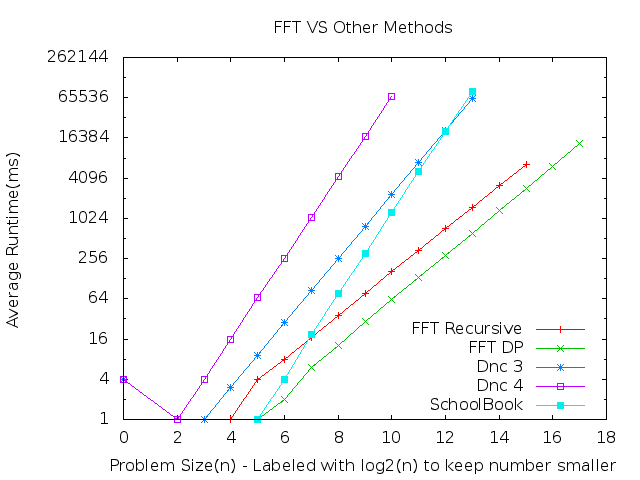 FFT VS Other Methods
Average Runtime(ms)
262144
65536
16384
4096
1024
256
64
16
4
1
FFT Recursive
FFT DP
Dnc 3
Dnc 4
SchoolBook
0 2 4 6 8 10 12 14 16 18
Problem Size(n) - Labeled with log2(n) to keep number smaller